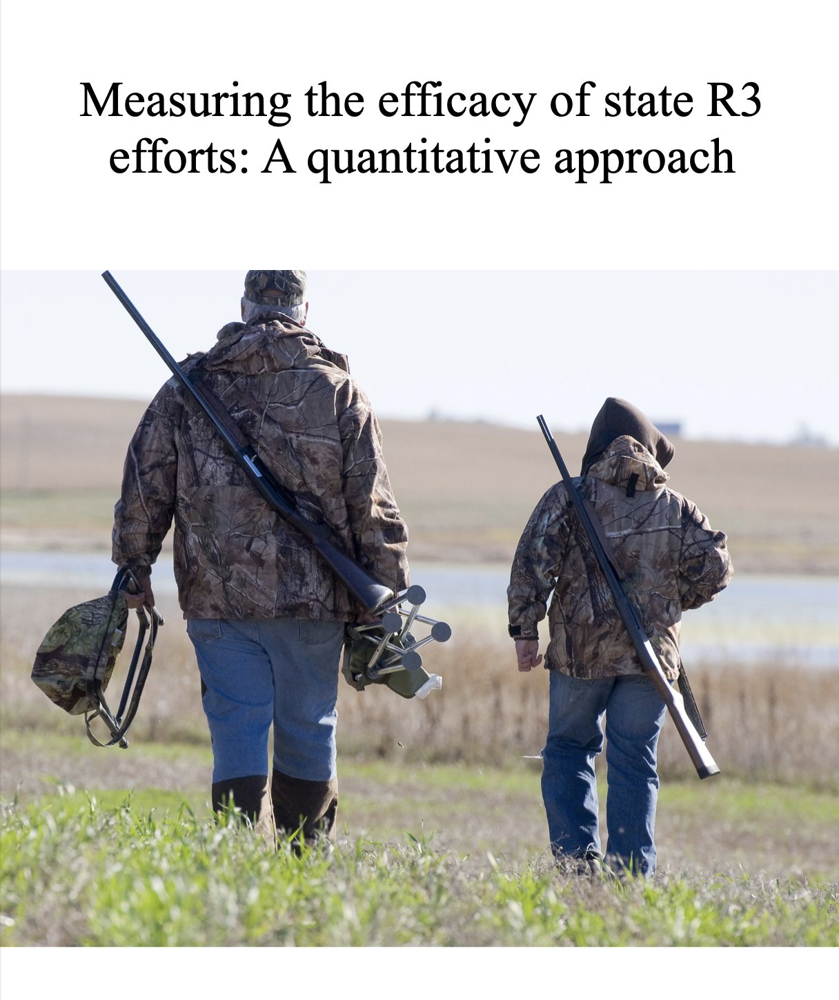 Measuring the efficacy of state R3
efforts: A quantitative approach